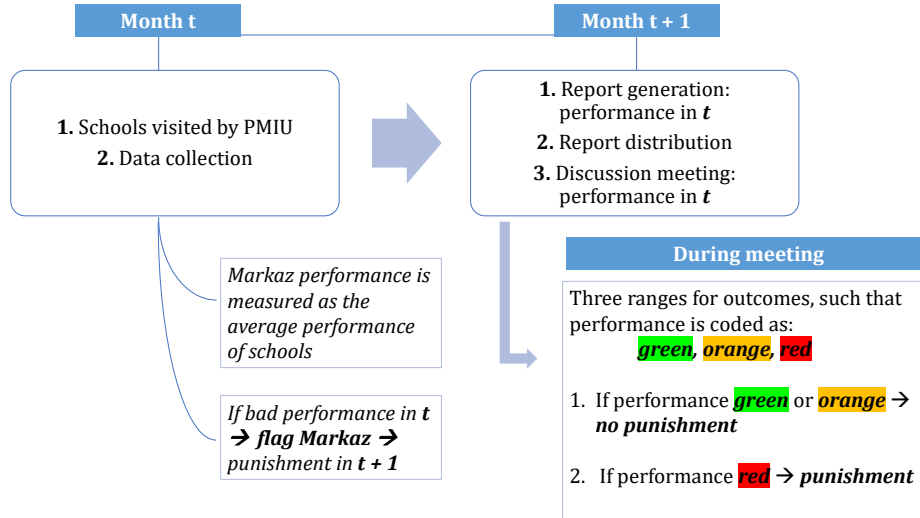 Month t
Month t + 1
1. Schools visited by PMIU
2. Data collection
1. Report generation:
performance in t
2. Report distribution
3. Discussion meeting:
performance in t
Markaz performance is
measured as the
average performance
of schools
If bad performance in t
→ flag Markaz →
punishment in t + 1
During meeting
Three ranges for outcomes, such that
performance is coded as:
green, orange, red
1. If performance green or orange →
no punishment
2. If performance red → punishment